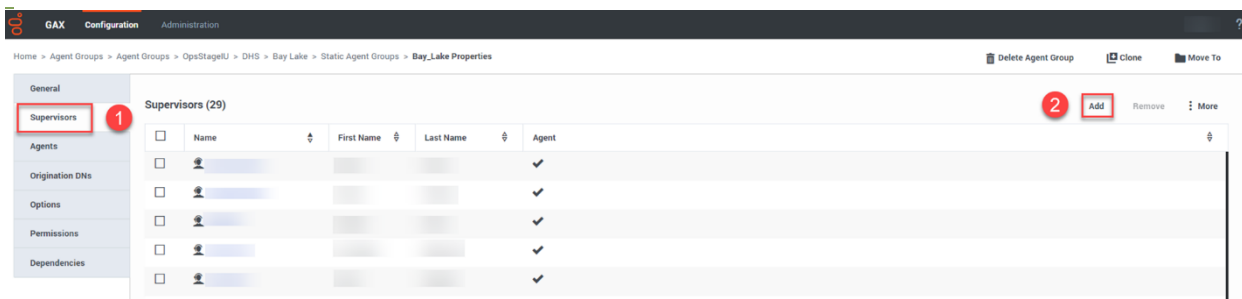 GAX Configuration Administration ?
Home > Agent Groups > Agent Groups > OpsStageIU > DHS > Bay Lake > Static Agent Groups > Bay_Lake Properties Delete Agent Group Clone Move To
General
Supervisors 1
Supervisors (29) 2 Add Remove More
Agents
Name First Name Last Name Agent
Origination DNs
Options
Permissions
Dependencies